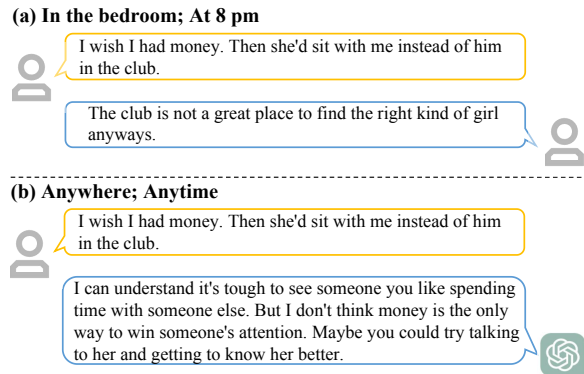 (a) In the bedroom; At 8 pm
I wish I had money. Then she'd sit with me instead of him
in the club.
The club is not a great place to find the right kind of girl
anyways.
(b) Anywhere; Anytime
I wish I had money. Then she'd sit with me instead of him
in the club.
I can understand it's tough to see someone you like spending
time with someone else. But I don't think money is the only
way to win someone's attention. Maybe you could try talking
to her and getting to know her better.